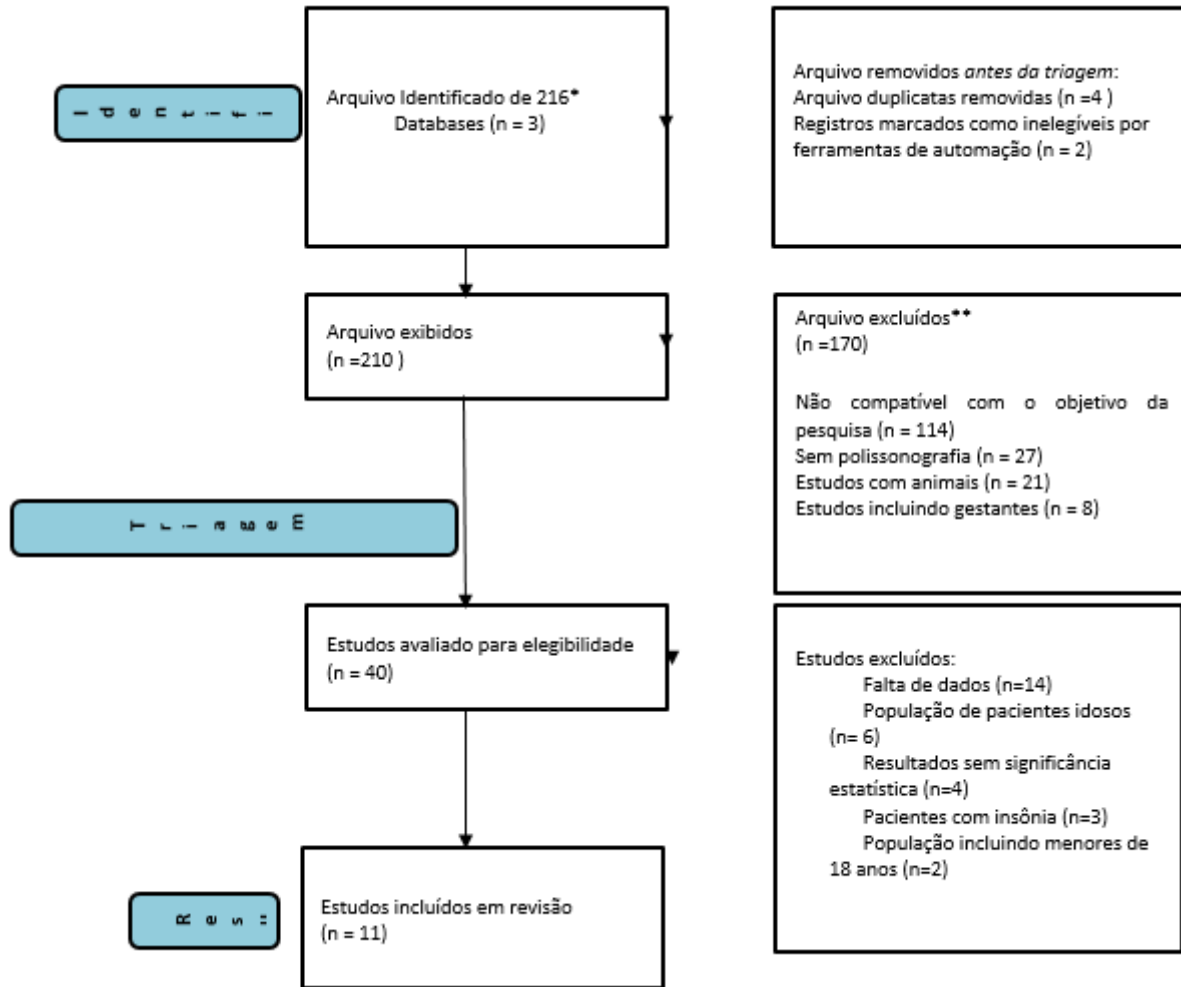 I d e n t i f i
Arquivo Identificado de 216*
Databases (n = 3)
Arquivo removidos antes da triagem:
Arquivo duplicatas removidas (n =4 )
Registros marcados como inelegíveis por
ferramentas de automação (n = 2)
Arquivo exibidos
(n =210 )
Arquivo excluídos**
(n =170)
Não compatível com o objetivo da
pesquisa (n = 114)
Sem polissonografia (n = 27)
Estudos com animais (n = 21)
Estudos incluindo gestantes (n = 8)
T r i a g e m
Estudos avaliado para elegibilidade
(n = 40)
Estudos excluídos:
Falta de dados (n=14)
População de pacientes idosos
(n= 6)
Resultados sem significância
estatística (n=4)
Pacientes com insônia (n=3)
População incluindo menores de
18 anos (n=2)
R e s
Estudos incluídos em revisão
(n = 11)